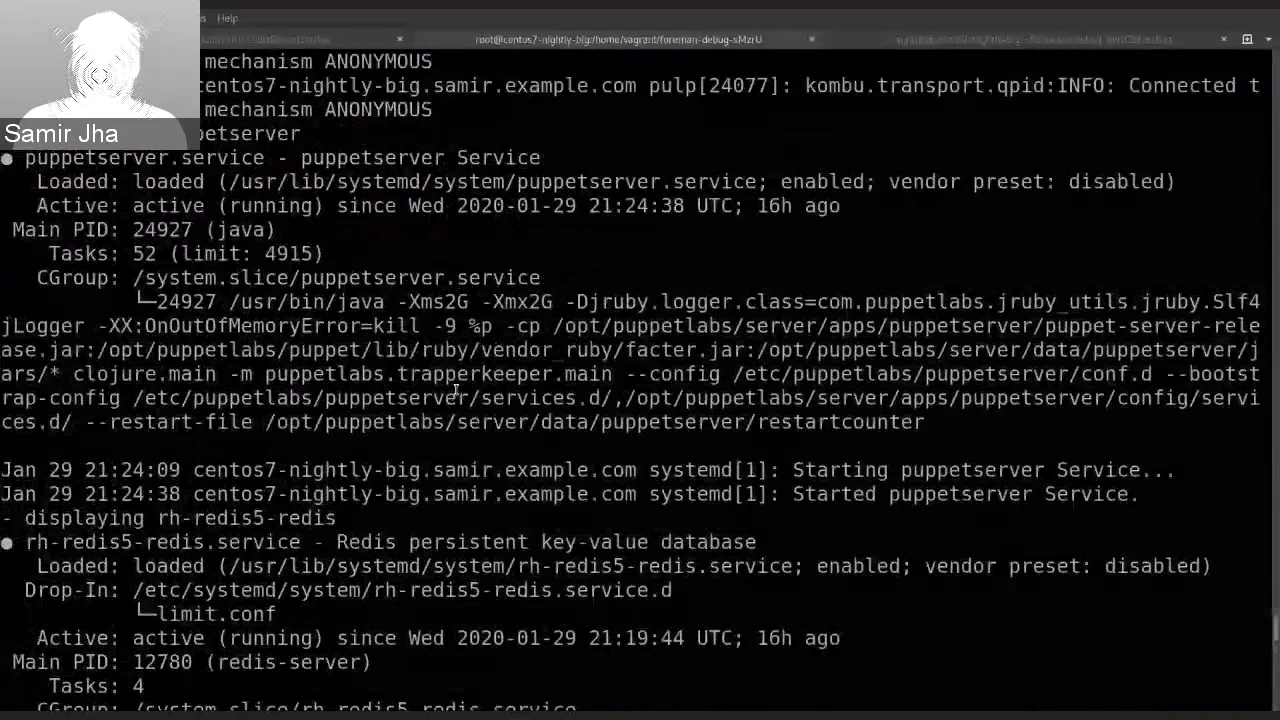 Help
root@centos7-nightly-big:/home/vagrant/foreman-debug-sMzrU
mechanism ANONYMOUS
centos7-nightly-big.samir.example.com pulp[24077]: kombu.transport.qpid:INFO: Connected t
mechanism ANONYMOUS
Samir Jha
petserver
● puppetserver.service - puppetserver Service
Loaded: loaded (/usr/lib/systemd/system/puppetserver.service; enabled; vendor preset: disabled)
Active: active (running) since Wed 2020-01-29 21:24:38 UTC; 16h ago
Main PID: 24927 (java)
Tasks: 52 (limit: 4915)
CGroup: /system.slice/puppetserver.service
└─24927 /usr/bin/java -Xms2G -Xmx2G -Djruby.logger.class=com.puppetlabs.jruby_utils.jruby.Slf4
jLogger -XX:OnOutOfMemoryError=kill -9 %p -cp /opt/puppetlabs/server/apps/puppetserver/puppet-server-rele
ase.jar:/opt/puppetlabs/puppet/lib/ruby/vendor_ruby/facter.jar:/opt/puppetlabs/server/data/puppetserver/j
ars/* clojure.main -m puppetlabs.trapperkeeper.main --config /etc/puppetlabs/puppetserver/conf.d --bootst
rap-config /etc/puppetlabs/puppetserver/services.d/,/opt/puppetlabs/server/apps/puppetserver/config/servi
ces.d/ --restart-file /opt/puppetlabs/server/data/puppetserver/restartcounter
Jan 29 21:24:09 centos7-nightly-big.samir.example.com systemd[1]: Starting puppetserver Service...
Jan 29 21:24:38 centos7-nightly-big.samir.example.com systemd[1]: Started puppetserver Service.
- displaying rh-redis5-redis
● rh-redis5-redis.service - Redis persistent key-value database
Loaded: loaded (/usr/lib/systemd/system/rh-redis5-redis.service; enabled; vendor preset: disabled)
Drop-In: /etc/systemd/system/rh-redis5-redis.service.d
└─limit.conf
Active: active (running) since Wed 2020-01-29 21:19:44 UTC; 16h ago
Main PID: 12780 (redis-server)
Tasks: 4
CGroup: /system.slice/rh-redis5-redis.service